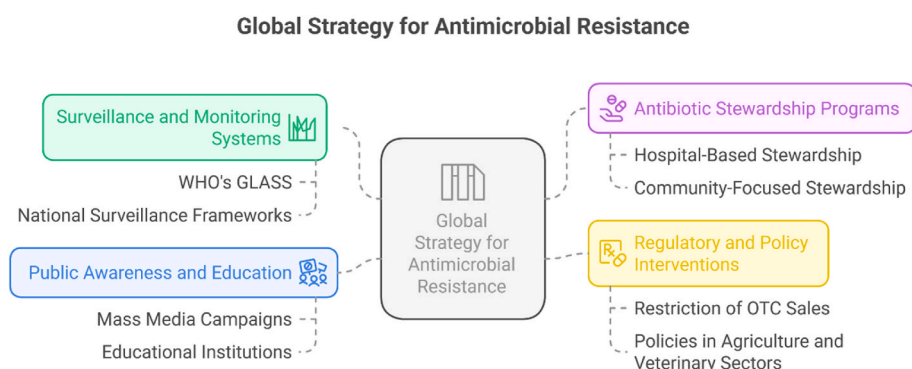 Global Strategy for Antimicrobial Resistance
Surveillance and Monitoring
Systems
WHO's GLASS
National Surveillance Frameworks
Public Awareness and Education
Mass Media Campaigns
Educational Institutions
Global
Strategy for
Antimicrobial
Resistance
Antibiotic Stewardship Programs
Hospital-Based Stewardship
Community-Focused Stewardship
Rx
Regulatory and Policy
Interventions
Restriction of OTC Sales
Policies in Agriculture and
Veterinary Sectors